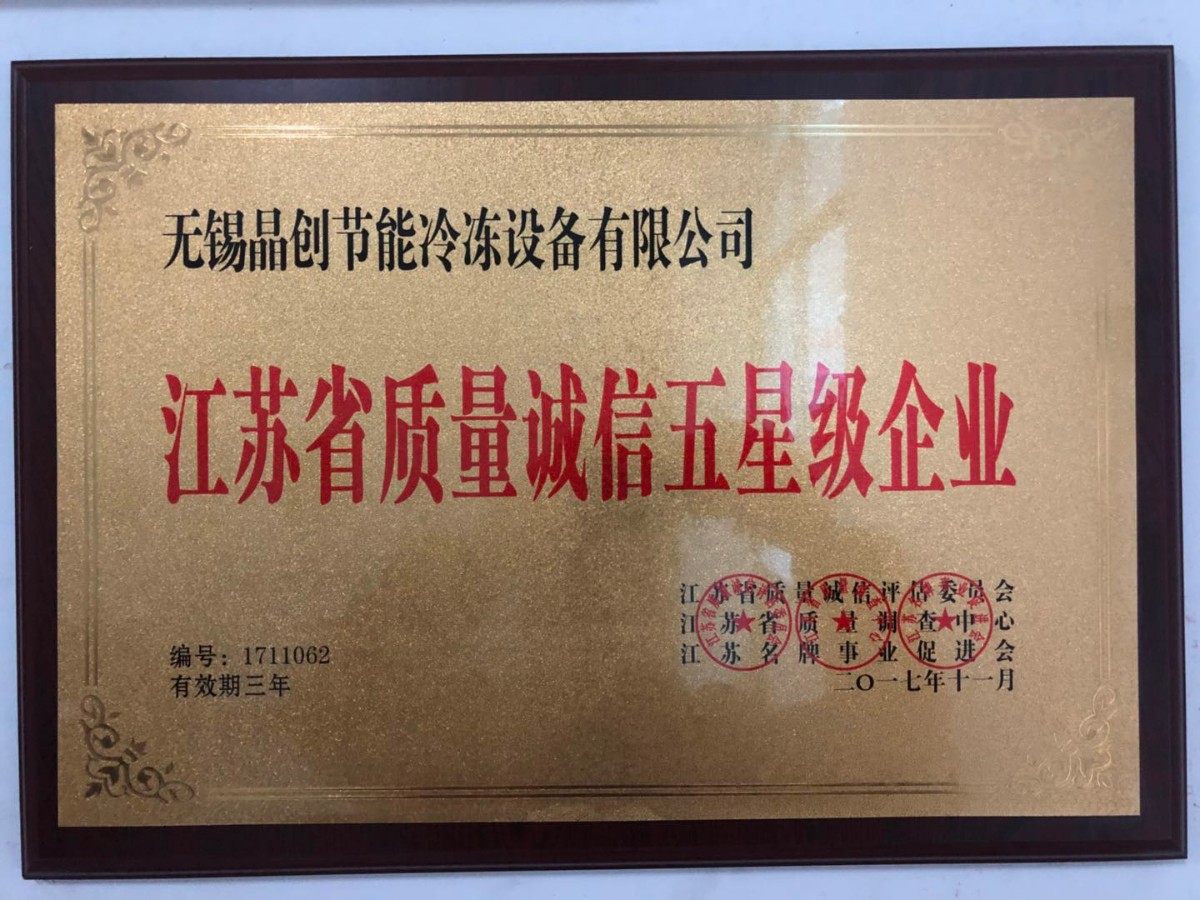 无锡晶创节能冷冻设备有限公司
江苏省质量诚信五星级企业
编号：1711062
有效期三年
江苏省质量诚信评估委员会
江苏省质量调查中心
江苏名牌事业促进会
二〇一七年十一月